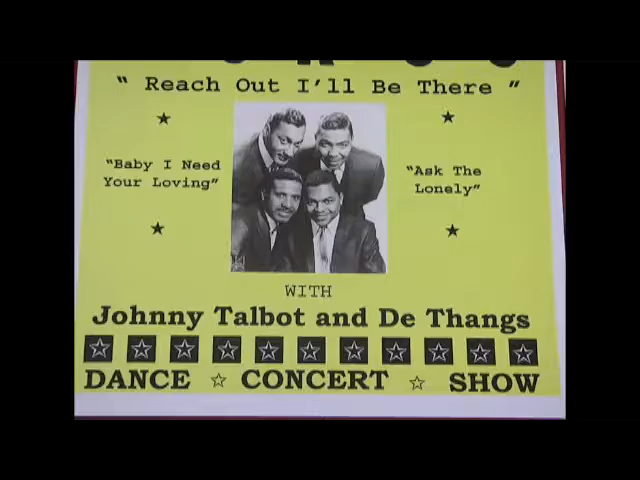 “ Reach Out I'll Be There ”
“Baby I Need
Your Loving”
“Ask The
Lonely”
WITH
Johnny Talbot and De Thangs
DANCE ☆ CONCERT ☆ SHOW